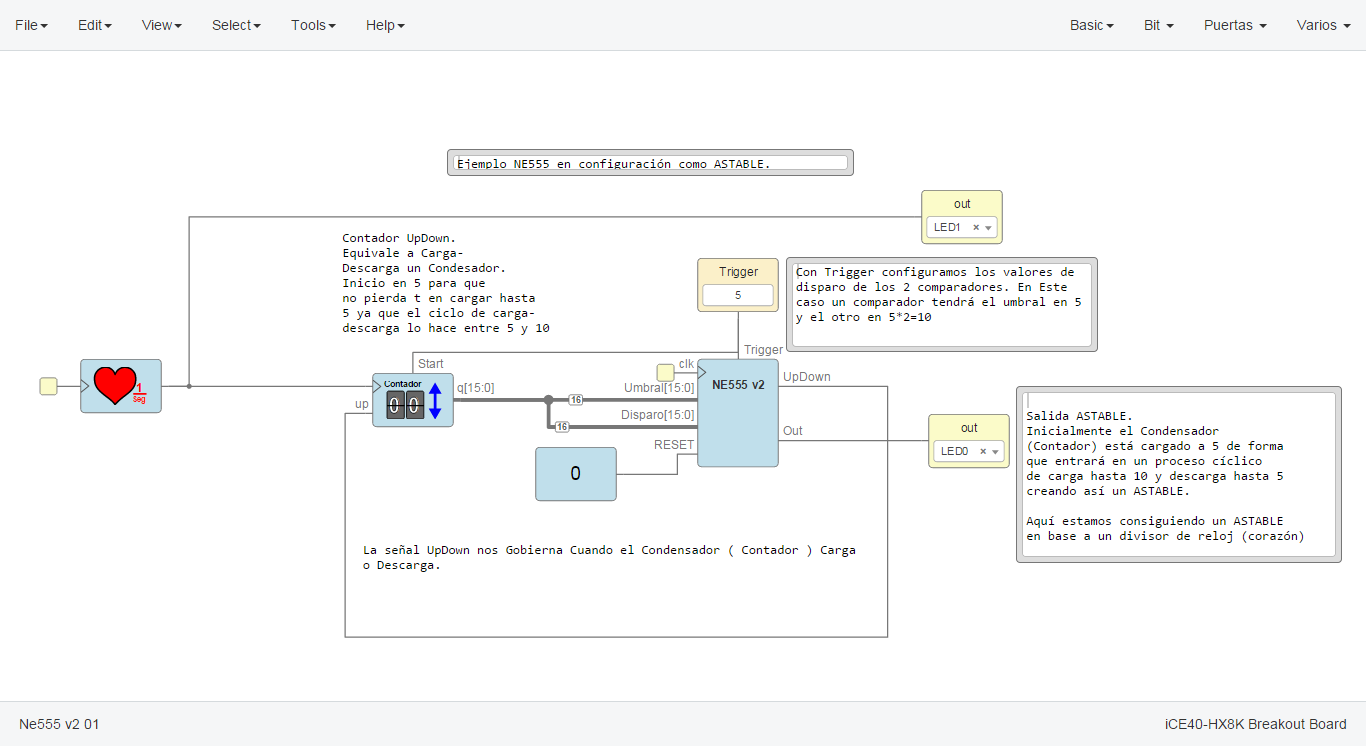 File Edit View Select Tools Help Basic Bit Puertas Varios
Ejemplo NE555 en configuración como ASTABLE.
out
LED1 × 
Contador UpDown.
Equivale a Carga-
Descarga un Condesador.
Inicio en 5 para que
no pierda t en cargar hasta
5 ya que el ciclo de carga-
descarga lo hace entre 5 y 10
Trigger
5
Con Trigger configuramos los valores de
disparo de los 2 comparadores. En Este
caso un comparador tendrá el umbral en 5
y el otro en 5*2=10
Trigger
Start
clk
1
Seg
Contador
00
up
q[15:0]
16
16
Umbral[15:0]
Disparo[15:0]
RESET
NE555 v2
UpDown
Out
0
out
LED0 ×
Salida ASTABLE.
Inicialmente el Condensador
(Contador) está cargado a 5 de forma
que entrará en un proceso cíclico
de carga hasta 10 y descarga hasta 5
creando así un ASTABLE.
Aquí estamos consiguiendo un ASTABLE
en base a un divisor de reloj (corazón)
La señal UpDown nos Gobierna Cuando el Condensador ( Contador ) Carga
o Descarga.
Ne555 v2 01
iCE40-HX8K Breakout Board